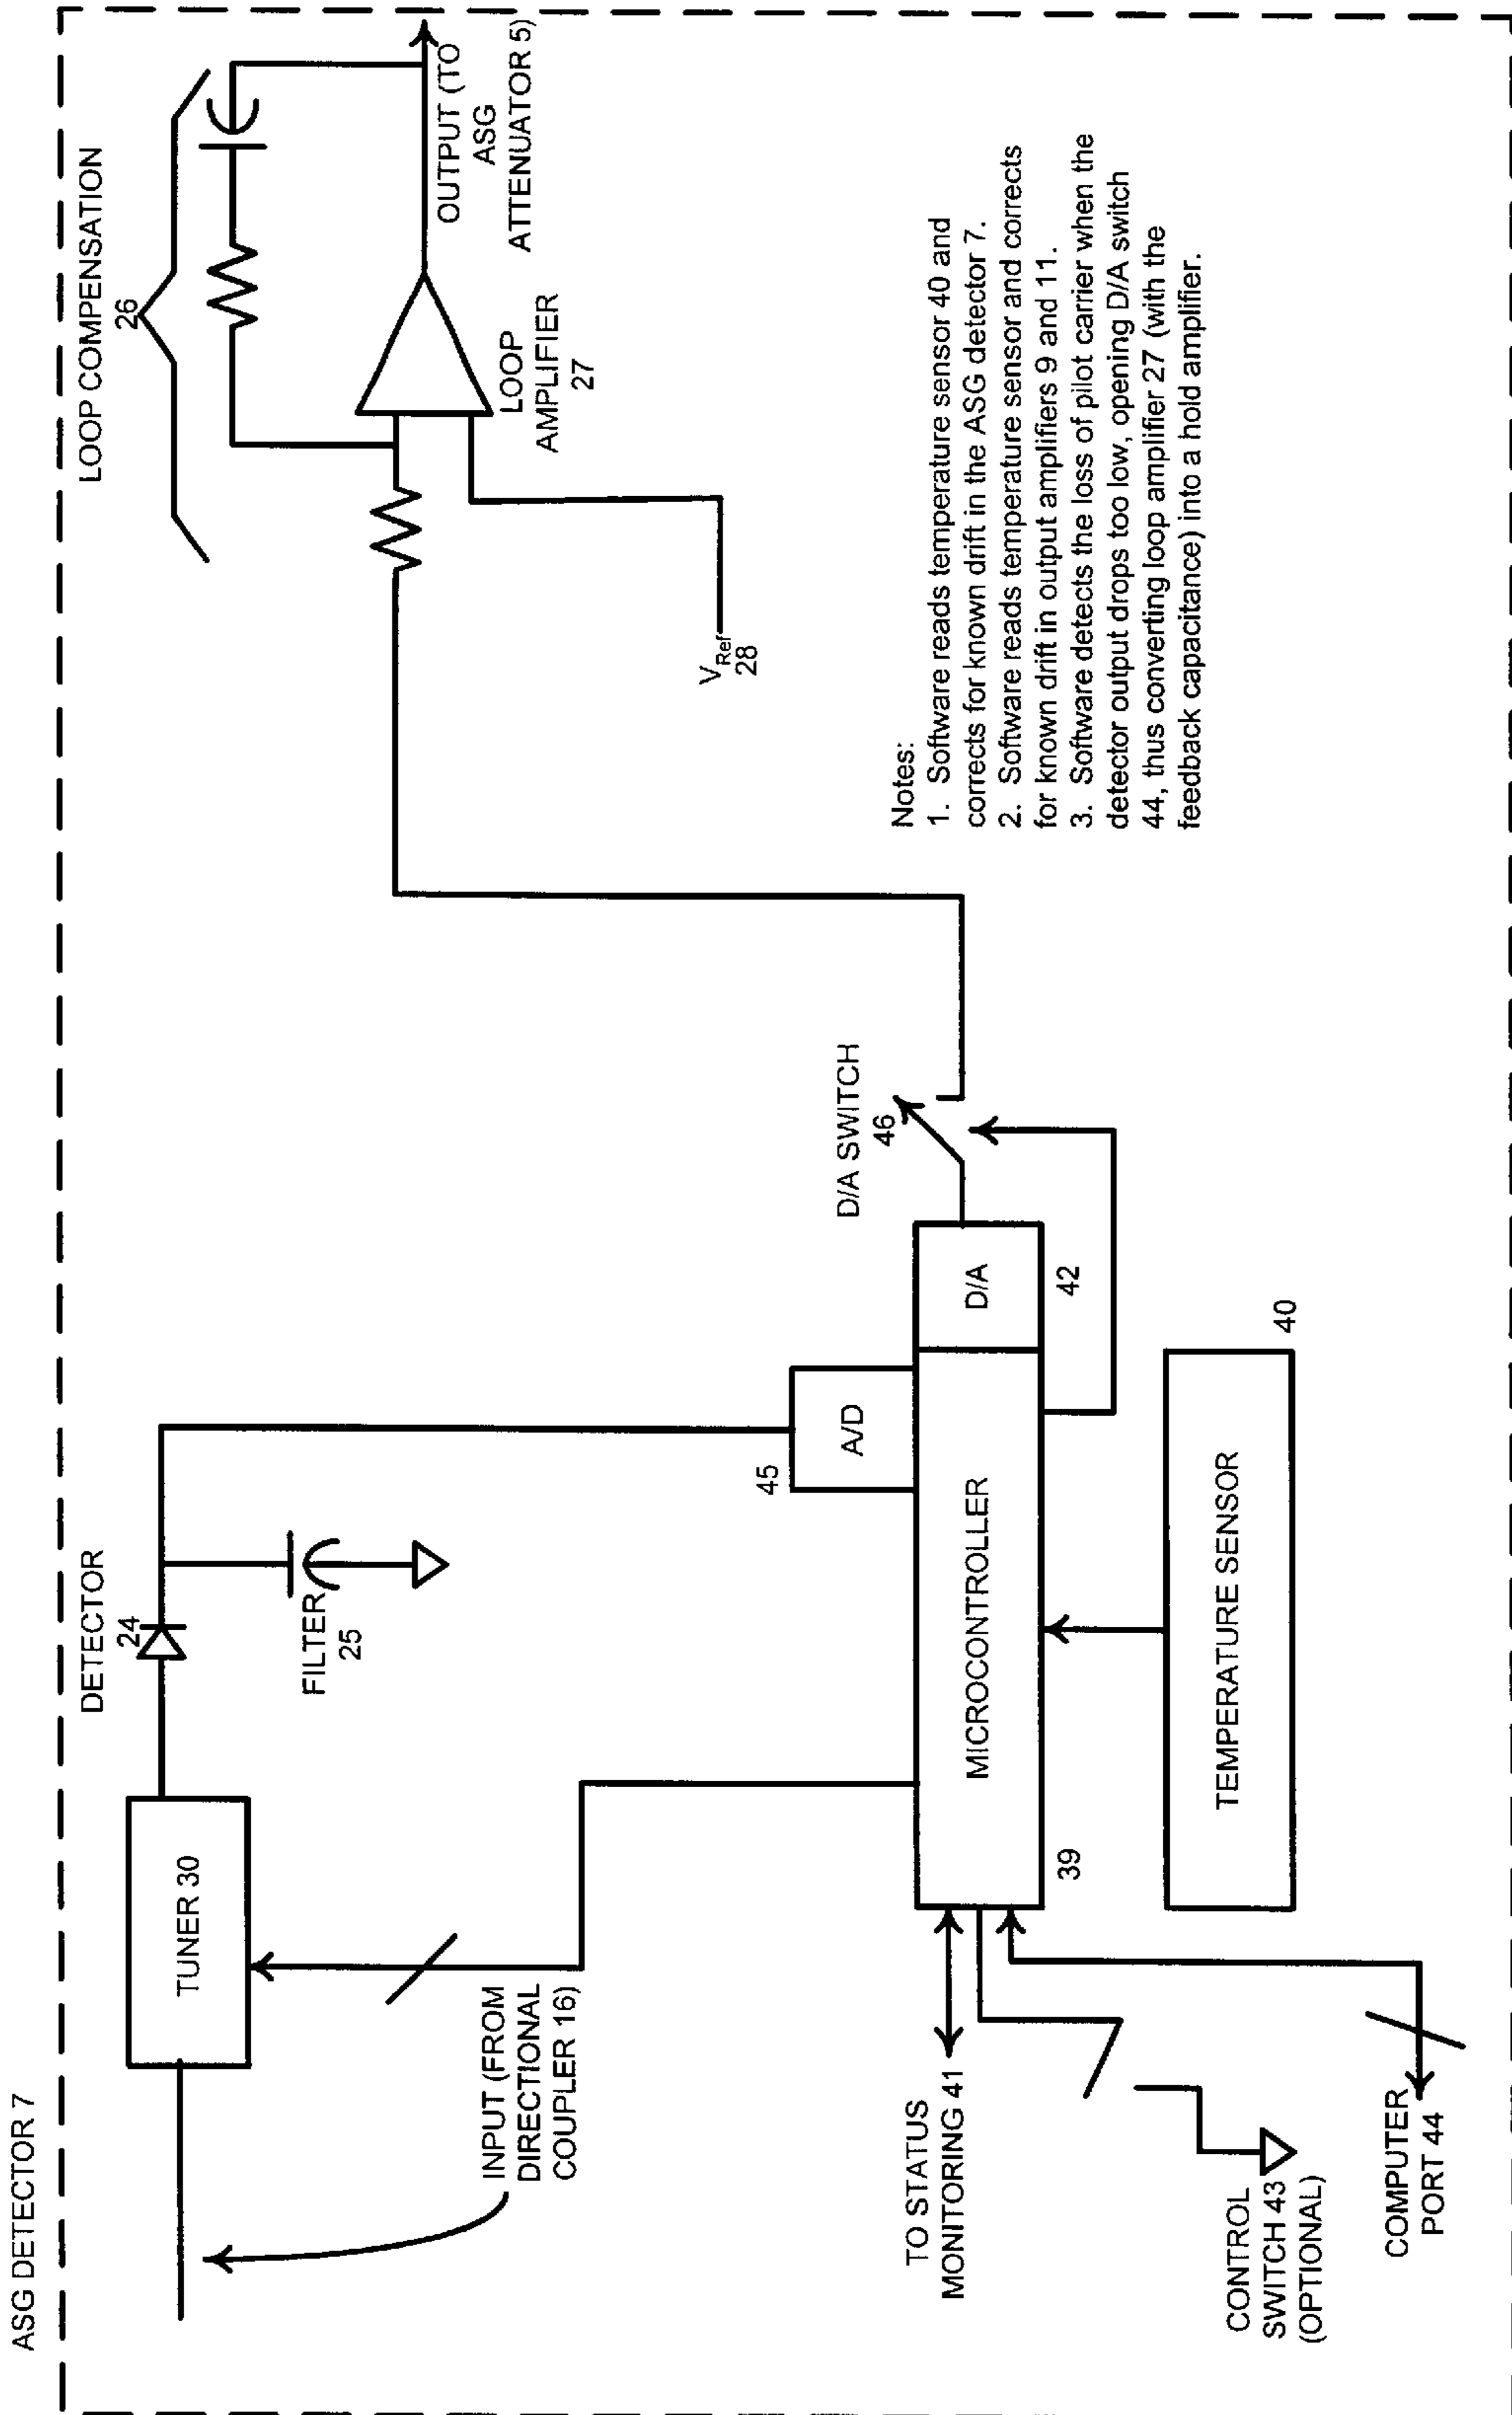 ASG DETECTOR 7
DETECTOR
24
LOOP COMPENSATION
26
TUNER 30
FILTER
25
INPUT (FROM
DIRECTIONAL
COUPLER 16)
OUTPUT (TO
ASG
ATTENUATOR 5)
LOOP
AMPLIFIER
27
VRef
28
45
A/D
D/A SWITCH
46
MICROCONTROLLER
D/A
39
42
TO STATUS
MONITORING 41
TEMPERATURE SENSOR
40
CONTROL
SWITCH 43
(OPTIONAL)
COMPUTER
PORT 44
Notes:
1. Software reads temperature sensor 40 and
corrects for known drift in the ASG detector 7.
2. Software reads temperature sensor and corrects
for known drift in output amplifiers 9 and 11.
3. Software detects the loss of pilot carrier when the
detector output drops too low, opening D/A switch
44, thus converting loop amplifier 27 (with the
feedback capacitance) into a hold amplifier.